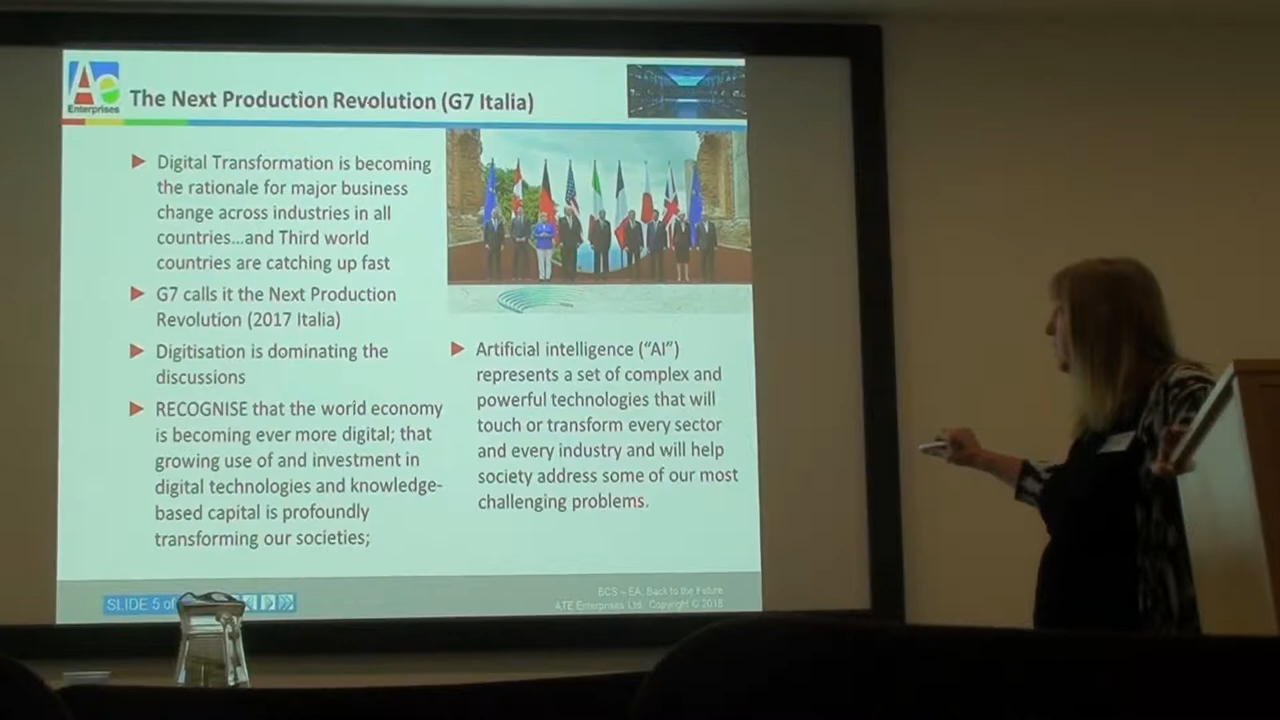 Ae
Enterprises
The Next Production Revolution (G7 Italia)
Digital Transformation is becoming
the rationale for major business
change across industries in all
countries...and Third world
countries are catching up fast
G7 calls it the Next Production
Revolution (2017 Italia)
Digitisation is dominating the
discussions
RECOGNISE that the world economy
is becoming ever more digital; that
growing use of and investment in
digital technologies and knowledge-
based capital is profoundly
transforming our societies;
Artificial intelligence (“AI”)
represents a set of complex and
powerful technologies that will
touch or transform every sector
and every industry and will help
society address some of our most
challenging problems.
SLIDE 5 of
BCS – EA: Back to the Future
ATE Enterprises Ltd. Copyright © 2018